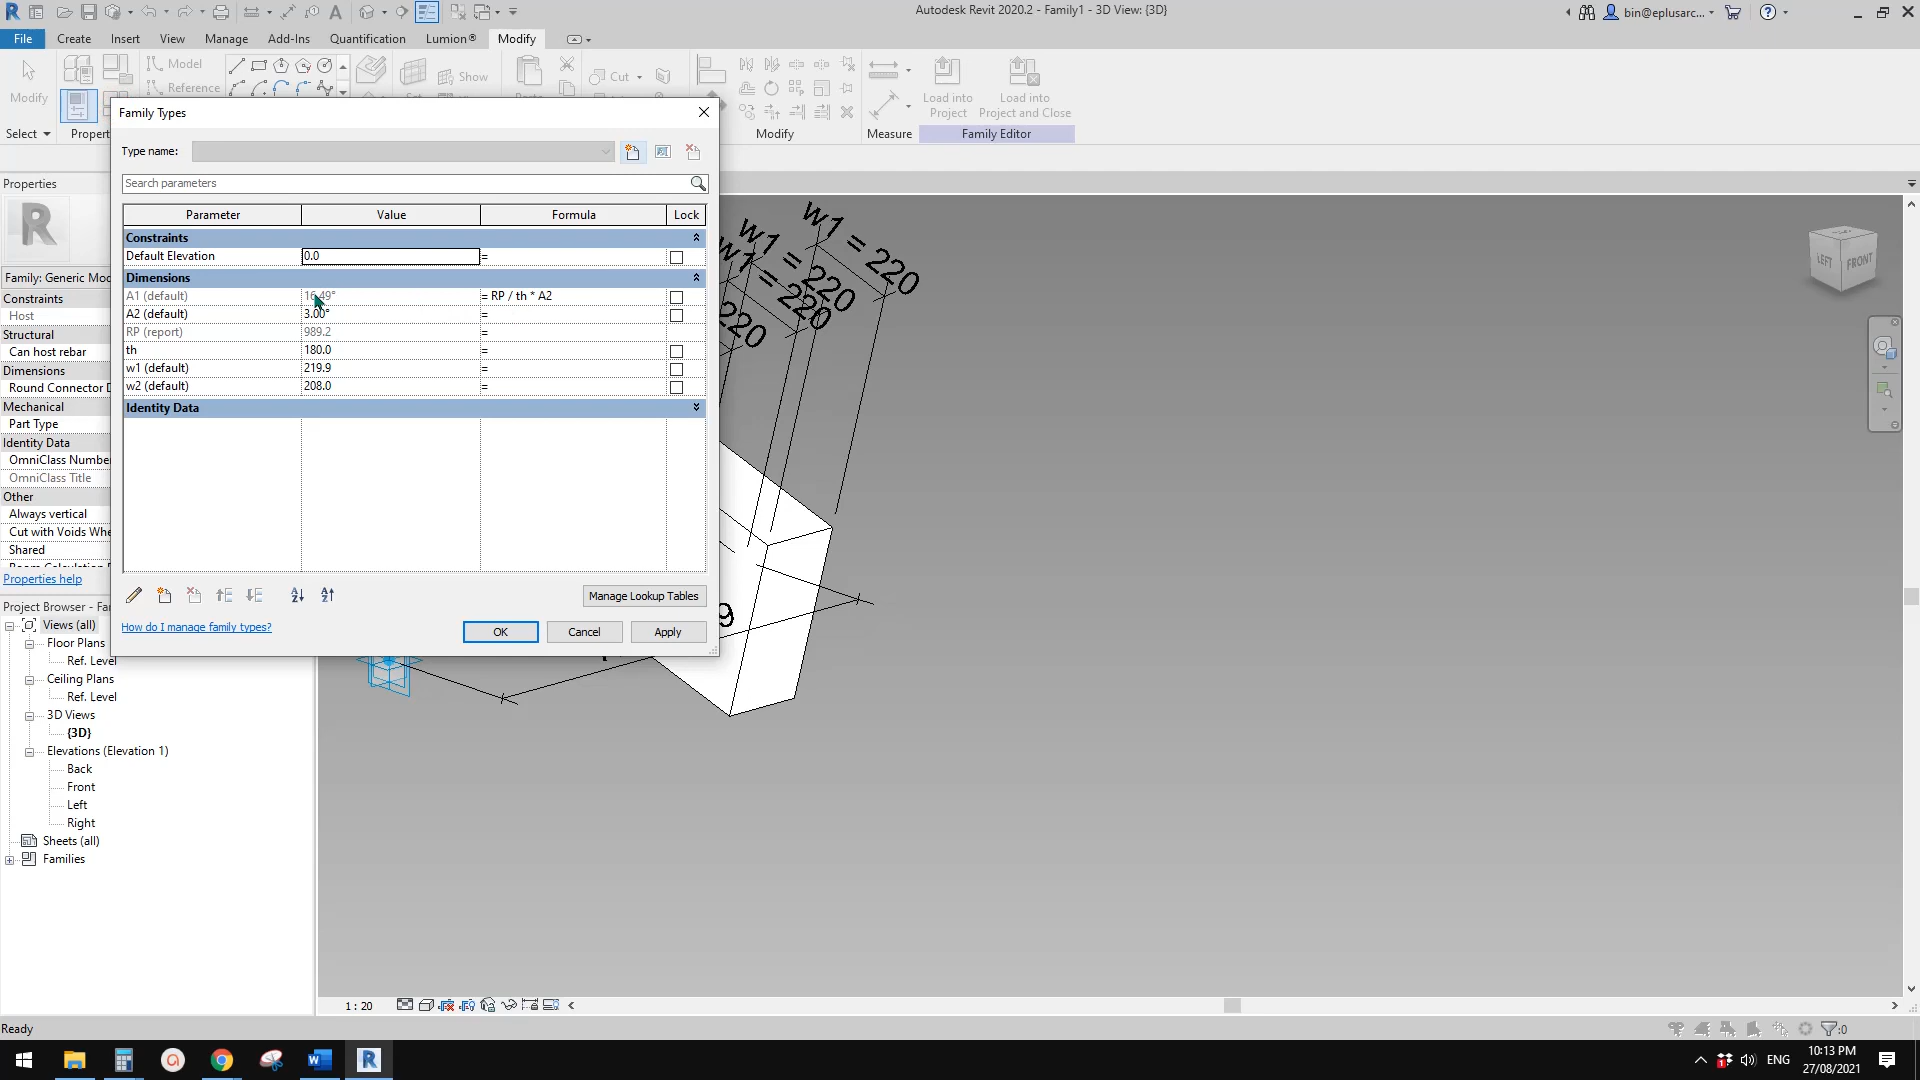 Autodesk Revit 2020.2 - Family1 - 3D View: {3D}
bin@eplusarc...
File
Create
Insert
View
Manage
Add-Ins
Quantification
Lumion®
Modify
Modify
Model
Reference
Show
Cut
Load into
Project
Load into
Project and Close
Select
Propert
Modify
Measure
Family Editor
Family Types
Type name:
Search parameters
Parameter
Value
Formula
Lock
Constraints
Default Elevation
0.0
=
Dimensions
A1 (default)
16.49°
= RP / th * A2
A2 (default)
3.00°
=
RP (report)
989.2
=
th
180.0
=
w1 (default)
219.9
=
w2 (default)
208.0
=
Identity Data
Manage Lookup Tables
How do I manage family types?
OK
Cancel
Apply
Properties
Family: Generic Mod
Constraints
Host
Structural
Can host rebar
Dimensions
Round Connector D
Mechanical
Part Type
Identity Data
OmniClass Number
OmniClass Title
Other
Always vertical
Cut with Voids Whe
Shared
Properties help
Project Browser - Fa
Views (all)
Floor Plans
Ref. Level
Ceiling Plans
Ref. Level
3D Views
{3D}
Elevations (Elevation 1)
Back
Front
Left
Right
Sheets (all)
Families
w1 = 220
w1 = 220
w1 = 220
220
9
LEFT
FRONT
1 : 20
Ready
:0
ENG
10:13 PM
27/08/2021